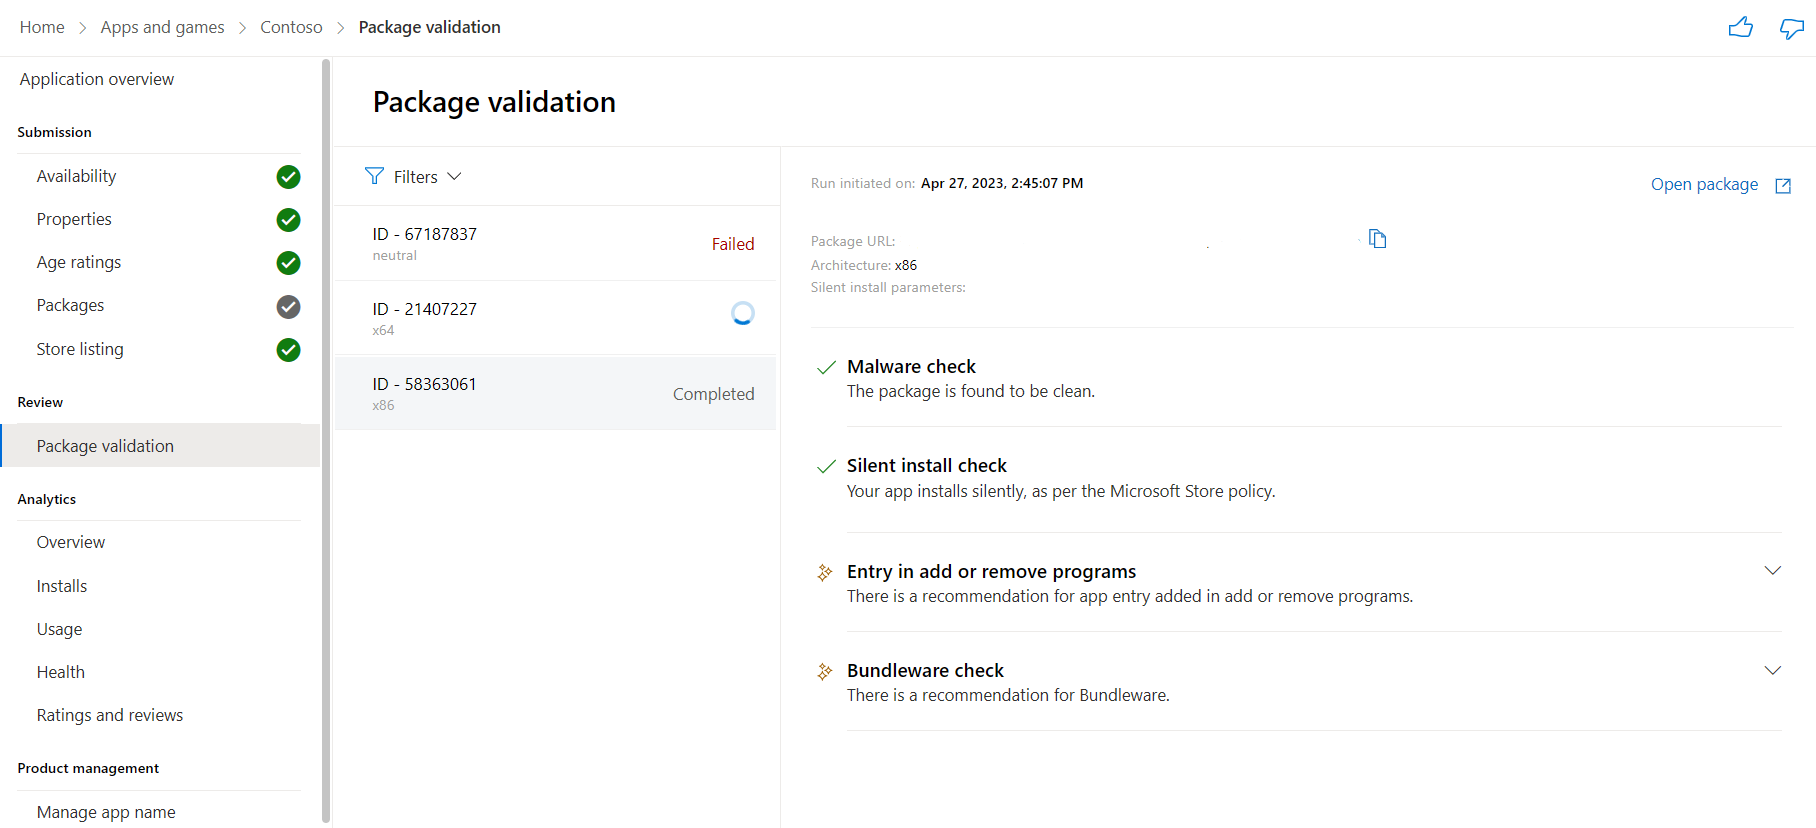 Home > Apps and games > Contoso > Package validation
Application overview
Submission
Availability
Properties
Age ratings
Packages
Store listing
Review
Package validation
Analytics
Overview
Installs
Usage
Health
Ratings and reviews
Product management
Manage app name
Package validation
Filters
ID - 67187837
neutral
Failed
ID - 21407227
x64
ID - 58363061
x86
Completed
Run initiated on: Apr 27, 2023, 2:45:07 PM
Open package
Package URL:
Architecture: x86
Silent install parameters:
Malware check
The package is found to be clean.
Silent install check
Your app installs silently, as per the Microsoft Store policy.
Entry in add or remove programs
There is a recommendation for app entry added in add or remove programs.
Bundleware check
There is a recommendation for Bundleware.